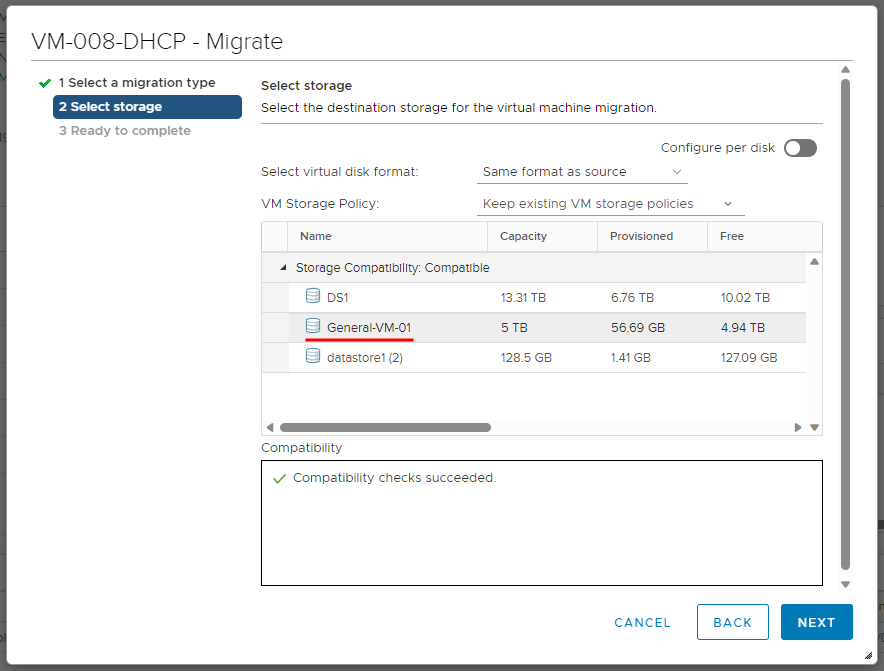 VM-008-DHCP - Migrate
1 Select a migration type
2 Select storage
3 Ready to complete
Select storage
Select the destination storage for the virtual machine migration.
Configure per disk
Select virtual disk format: Same format as source
VM Storage Policy: Keep existing VM storage policies
Name Capacity Provisioned Free
Storage Compatibility: Compatible
DS1 13.31 TB 6.76 TB 10.02 TB
General-VM-01 5 TB 56.69 GB 4.94 TB
datastore1 (2) 128.5 GB 1.41 GB 127.09 GB
Compatibility
Compatibility checks succeeded.
CANCEL BACK NEXT